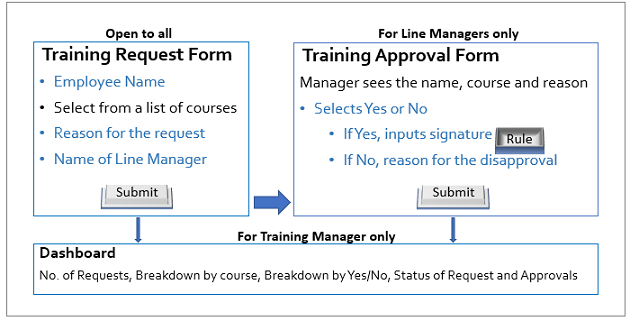 Open to all
Training Request Form
• Employee Name
• Select from a list of courses
• Reason for the request
• Name of Line Manager
Submit
For Line Managers only
Training Approval Form
Manager sees the name, course and reason
• Selects Yes or No
• If Yes, inputs signature
Rule
• If No, reason for the disapproval
Submit
For Training Manager only
Dashboard
No. of Requests, Breakdown by course, Breakdown by Yes/No, Status of Request and Approvals